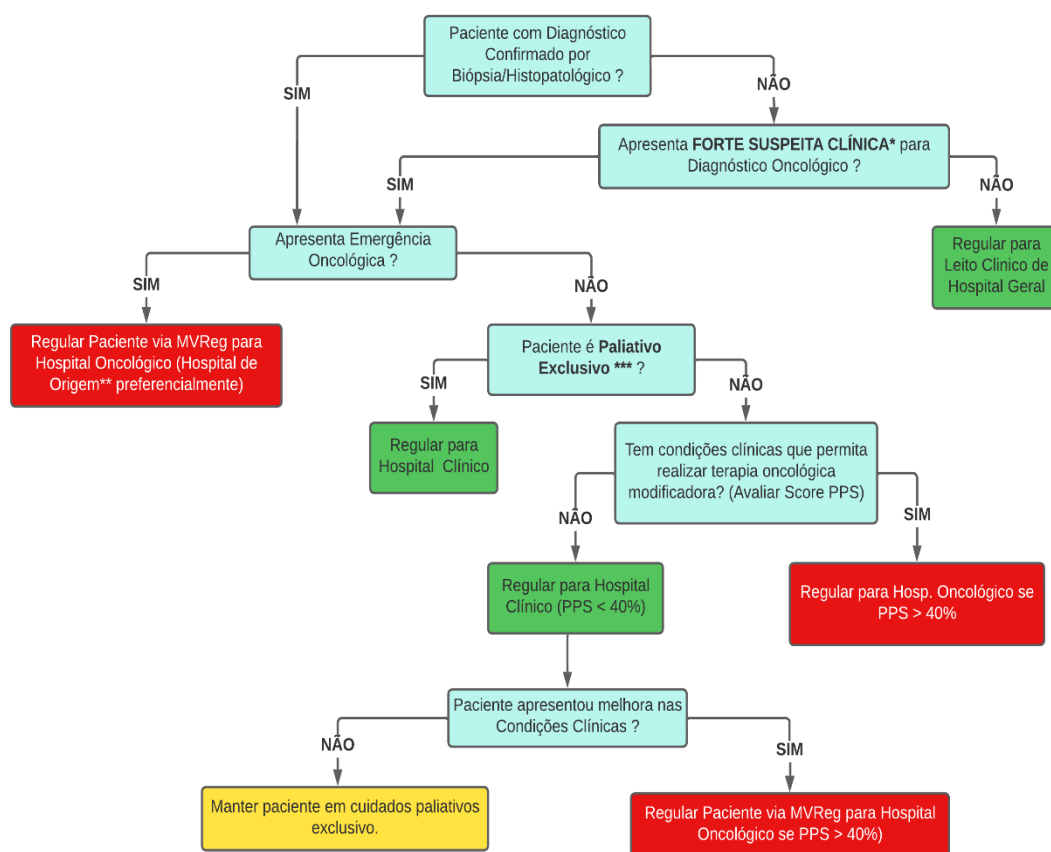 Paciente com Diagnóstico
Confirmado por
Biópsia/Histopatológico ?
SIM
NÃO
Apresenta FORTE SUSPEITA CLÍNICA* para
Diagnóstico Oncológico ?
SIM
NÃO
Apresenta Emergência
Oncológica ?
Regular para
Leito Clinico de
Hospital Geral
SIM
NÃO
Regular Paciente via MVReg para
Hospital Oncológico (Hospital de
Origem** preferencialmente)
Paciente é Paliativo
Exclusivo *** ?
SIM
NÃO
Regular para
Hospital Clínico
Tem condições clínicas que permita
realizar terapia oncológica
modificadora? (Avaliar Score PPS)
NÃO
SIM
Regular para Hospital
Clínico (PPS < 40%)
Regular para Hosp. Oncológico se
PPS > 40%
Paciente apresentou melhora nas
Condições Clínicas ?
NÃO
SIM
Manter paciente em cuidados paliativos
exclusivo.
Regular Paciente via MVReg para Hospital
Oncológico se PPS > 40%)